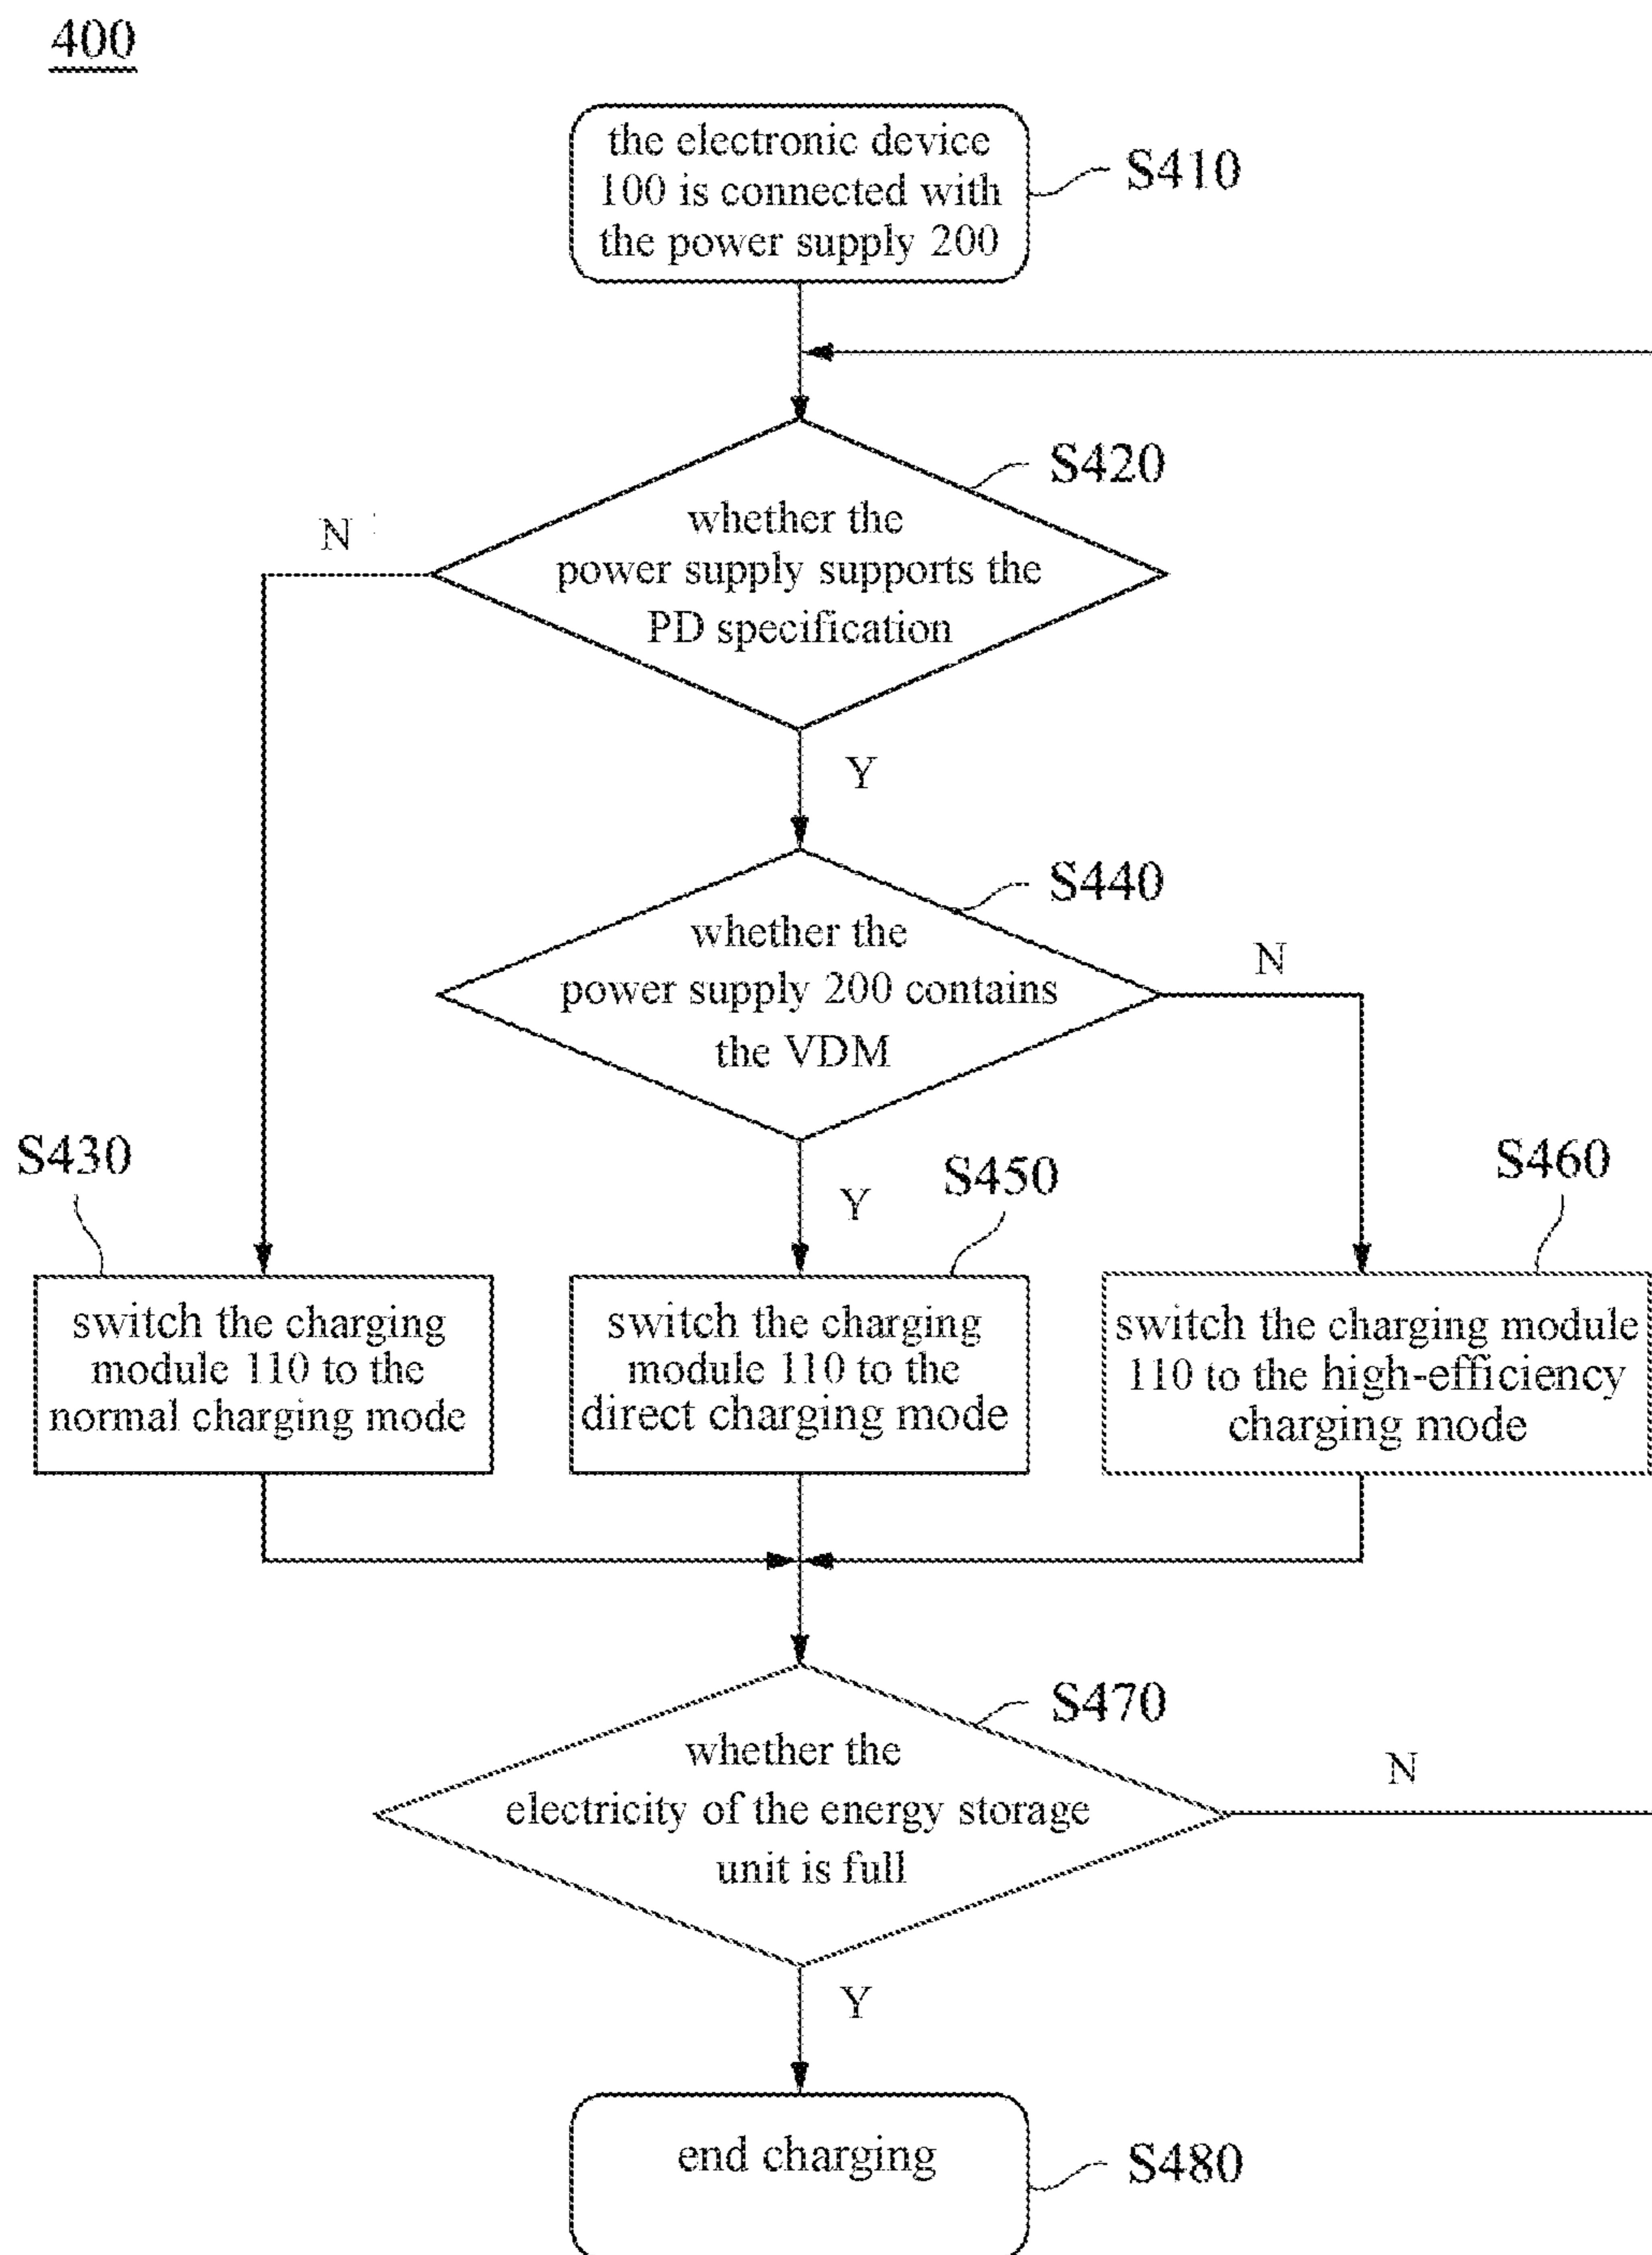 400
the electronic device
100 is connected with
the power supply 200
S410
S420
N
whether the
power supply supports the
PD specification
Y
S440
whether the
power supply 200 contains
the VDM
N
S430
Y
S450
S460
switch the charging
module 110 to the
normal charging mode
switch the charging
module 110 to the
direct charging mode
switch the charging module
110 to the high-efficiency
charging mode
S470
whether the
electricity of the energy storage
unit is full
N
Y
end charging
S480